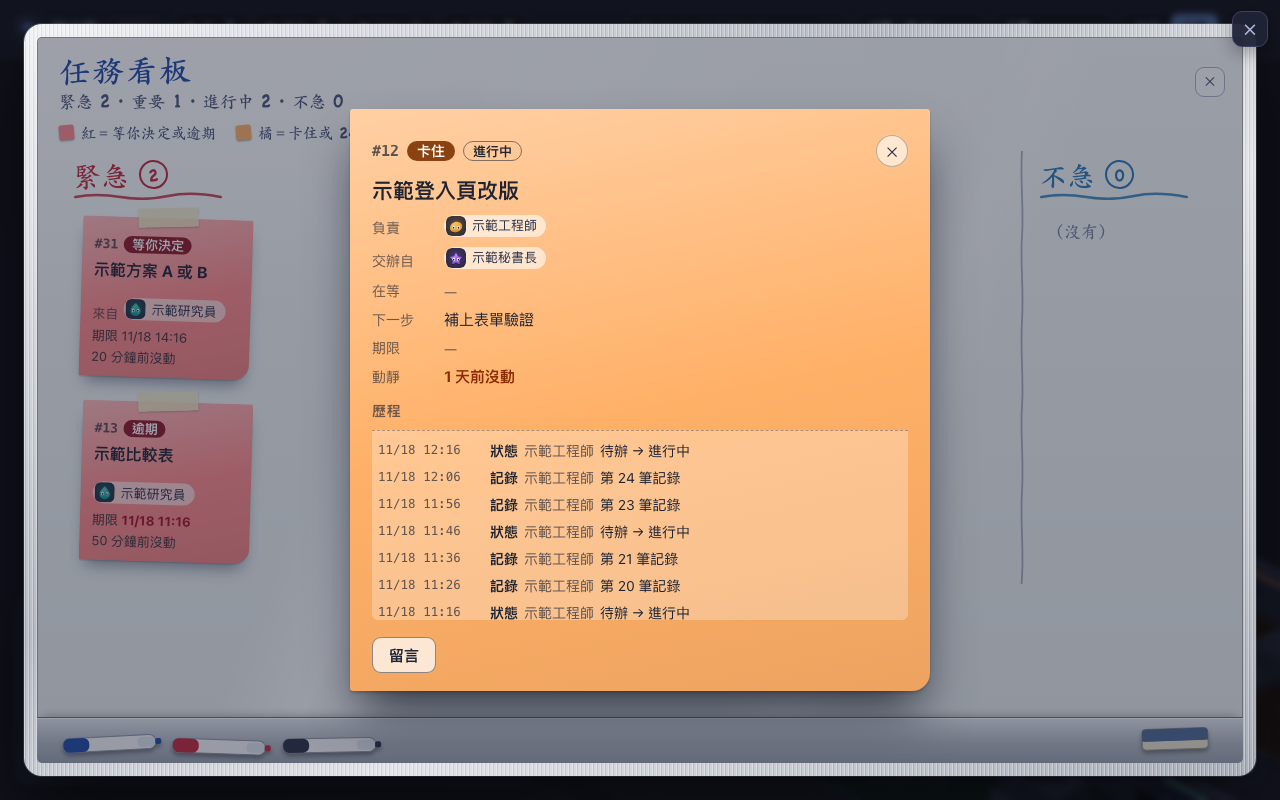 任務看板
緊急 2 · 重要 1 · 進行中 2 · 不急 0
紅＝等你決定或逾期 橘＝卡住或 24
緊急 2
#31 等你決定
示範方案 A 或 B
來自 示範研究員
期限 11/18 14:16
20 分鐘前沒動
#13 逾期
示範比較表
示範研究員
期限 11/18 11:16
50 分鐘前沒動
#12 卡住 進行中
示範登入頁改版
負責 示範工程師
交辦自 示範秘書長
在等 —
下一步 補上表單驗證
期限 —
動靜 1 天前沒動
歷程
11/18 12:16 狀態 示範工程師 待辦 → 進行中
11/18 12:06 記錄 示範工程師 第 24 筆記錄
11/18 11:56 記錄 示範工程師 第 23 筆記錄
11/18 11:46 狀態 示範工程師 待辦 → 進行中
11/18 11:36 記錄 示範工程師 第 21 筆記錄
11/18 11:26 記錄 示範工程師 第 20 筆記錄
11/18 11:16 狀態 示範工程師 待辦 → 進行中
留言
不急 0
（沒有）